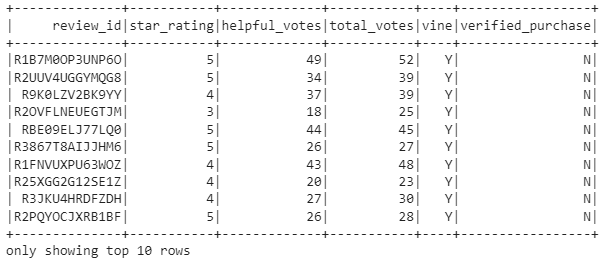 +--------------+-----------+-------------+-----------+----+-----------------+
|     review_id|star_rating|helpful_votes|total_votes|vine|verified_purchase|
+--------------+-----------+-------------+-----------+----+-----------------+
|R1B7M0OP3UNP6O|          5|           49|         52|   Y|                N|
|R2UUV4UGGYMQG8|          5|           34|         39|   Y|                N|
| R9K0LZV2BK9YY|          4|           37|         39|   Y|                N|
|R2OVFLNEUEGTJM|          3|           18|         25|   Y|                N|
| RBE09ELJ77LQ0|          5|           44|         45|   Y|                N|
|R3867T8AIJJHM6|          5|           26|         27|   Y|                N|
|R1FNVUXPU63WOZ|          4|           43|         48|   Y|                N|
|R25XGG2G12SE1Z|          4|           20|         23|   Y|                N|
| R3JKU4HRDFZDH|          4|           27|         30|   Y|                N|
|R2PQYOCJXRB1BF|          5|           26|         28|   Y|                N|
+--------------+-----------+-------------+-----------+----+-----------------+
only showing top 10 rows